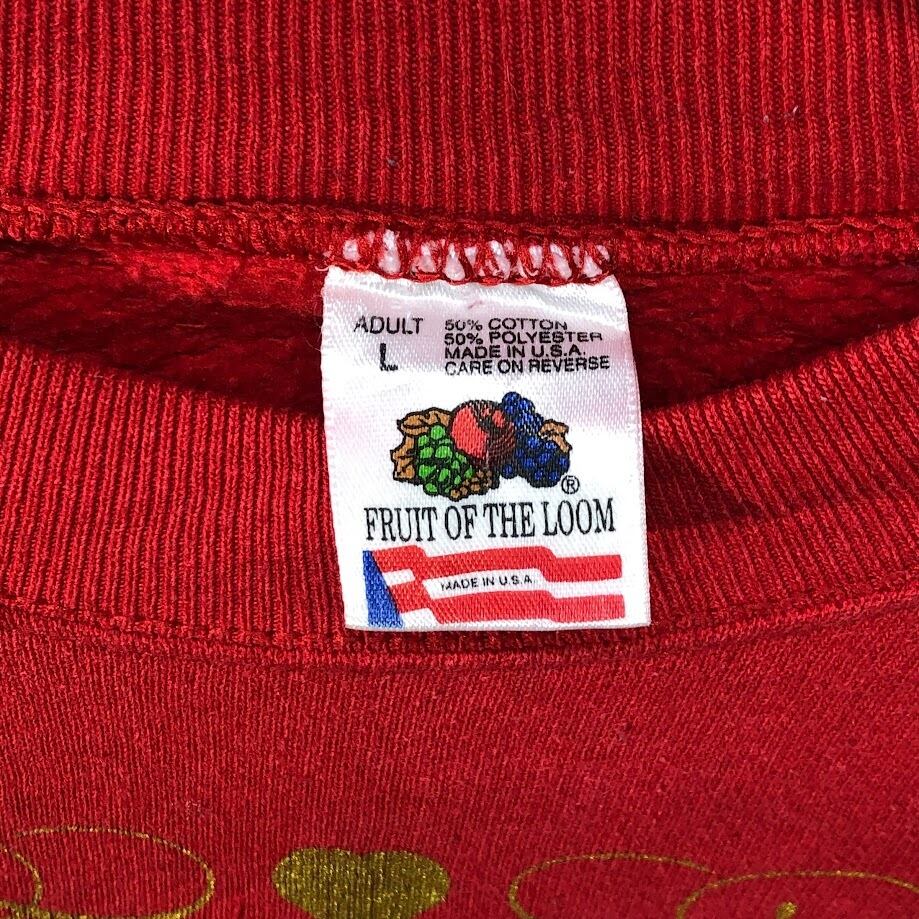 ADULT
L
50% COTTON
50% POLYESTER
MADE IN U.S.A.
CARE ON REVERSE
®
FRUIT OF THE LOOM
MADE IN U.S.A.